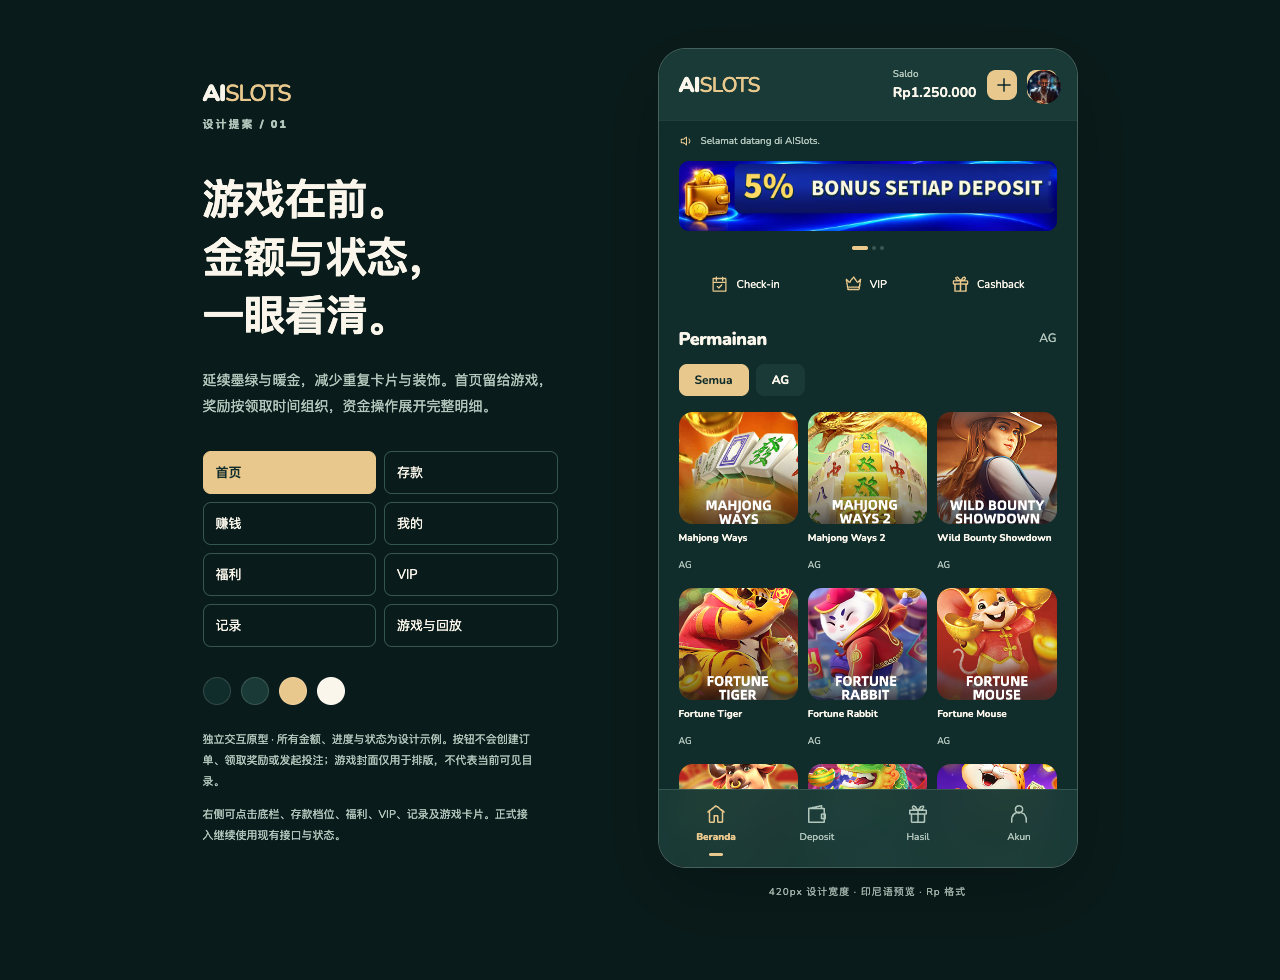 AISLOTS
设计提案 / 01
游戏在前。
金额与状态,
一眼看清。
延续墨绿与暖金，减少重复卡片与装饰。首页留给游戏，
奖励按领取时间组织，资金操作展开完整明细。
首页
存款
赚钱
我的
福利
VIP
记录
游戏与回放
独立交互原型 · 所有金额、进度与状态为设计示例。按钮不会创建订
单、领取奖励或发起投注；游戏封面仅用于排版，不代表当前可见目
录。
右侧可点击底栏、存款档位、福利、VIP、记录及游戏卡片。正式接
入继续使用现有接口与状态。
AISLOTS
Saldo
Rp1.250.000
Selamat datang di AISlots.
5% BONUS SETIAP DEPOSIT
Check-in
VIP
Cashback
Permainan
AG
Semua
AG
MAHJONG
WAYS
MAHJONG
WAYS 2
WILD BOUNTY
SHOWDOWN
Mahjong Ways
Mahjong Ways 2
Wild Bounty Showdown
AG
AG
AG
FORTUNE
TIGER
FORTUNE
RABBIT
FORTUNE
MOUSE
Fortune Tiger
Fortune Rabbit
Fortune Mouse
AG
AG
AG
Beranda
Deposit
Hasil
Akun
420px 设计宽度 · 印尼语预览 · Rp 格式